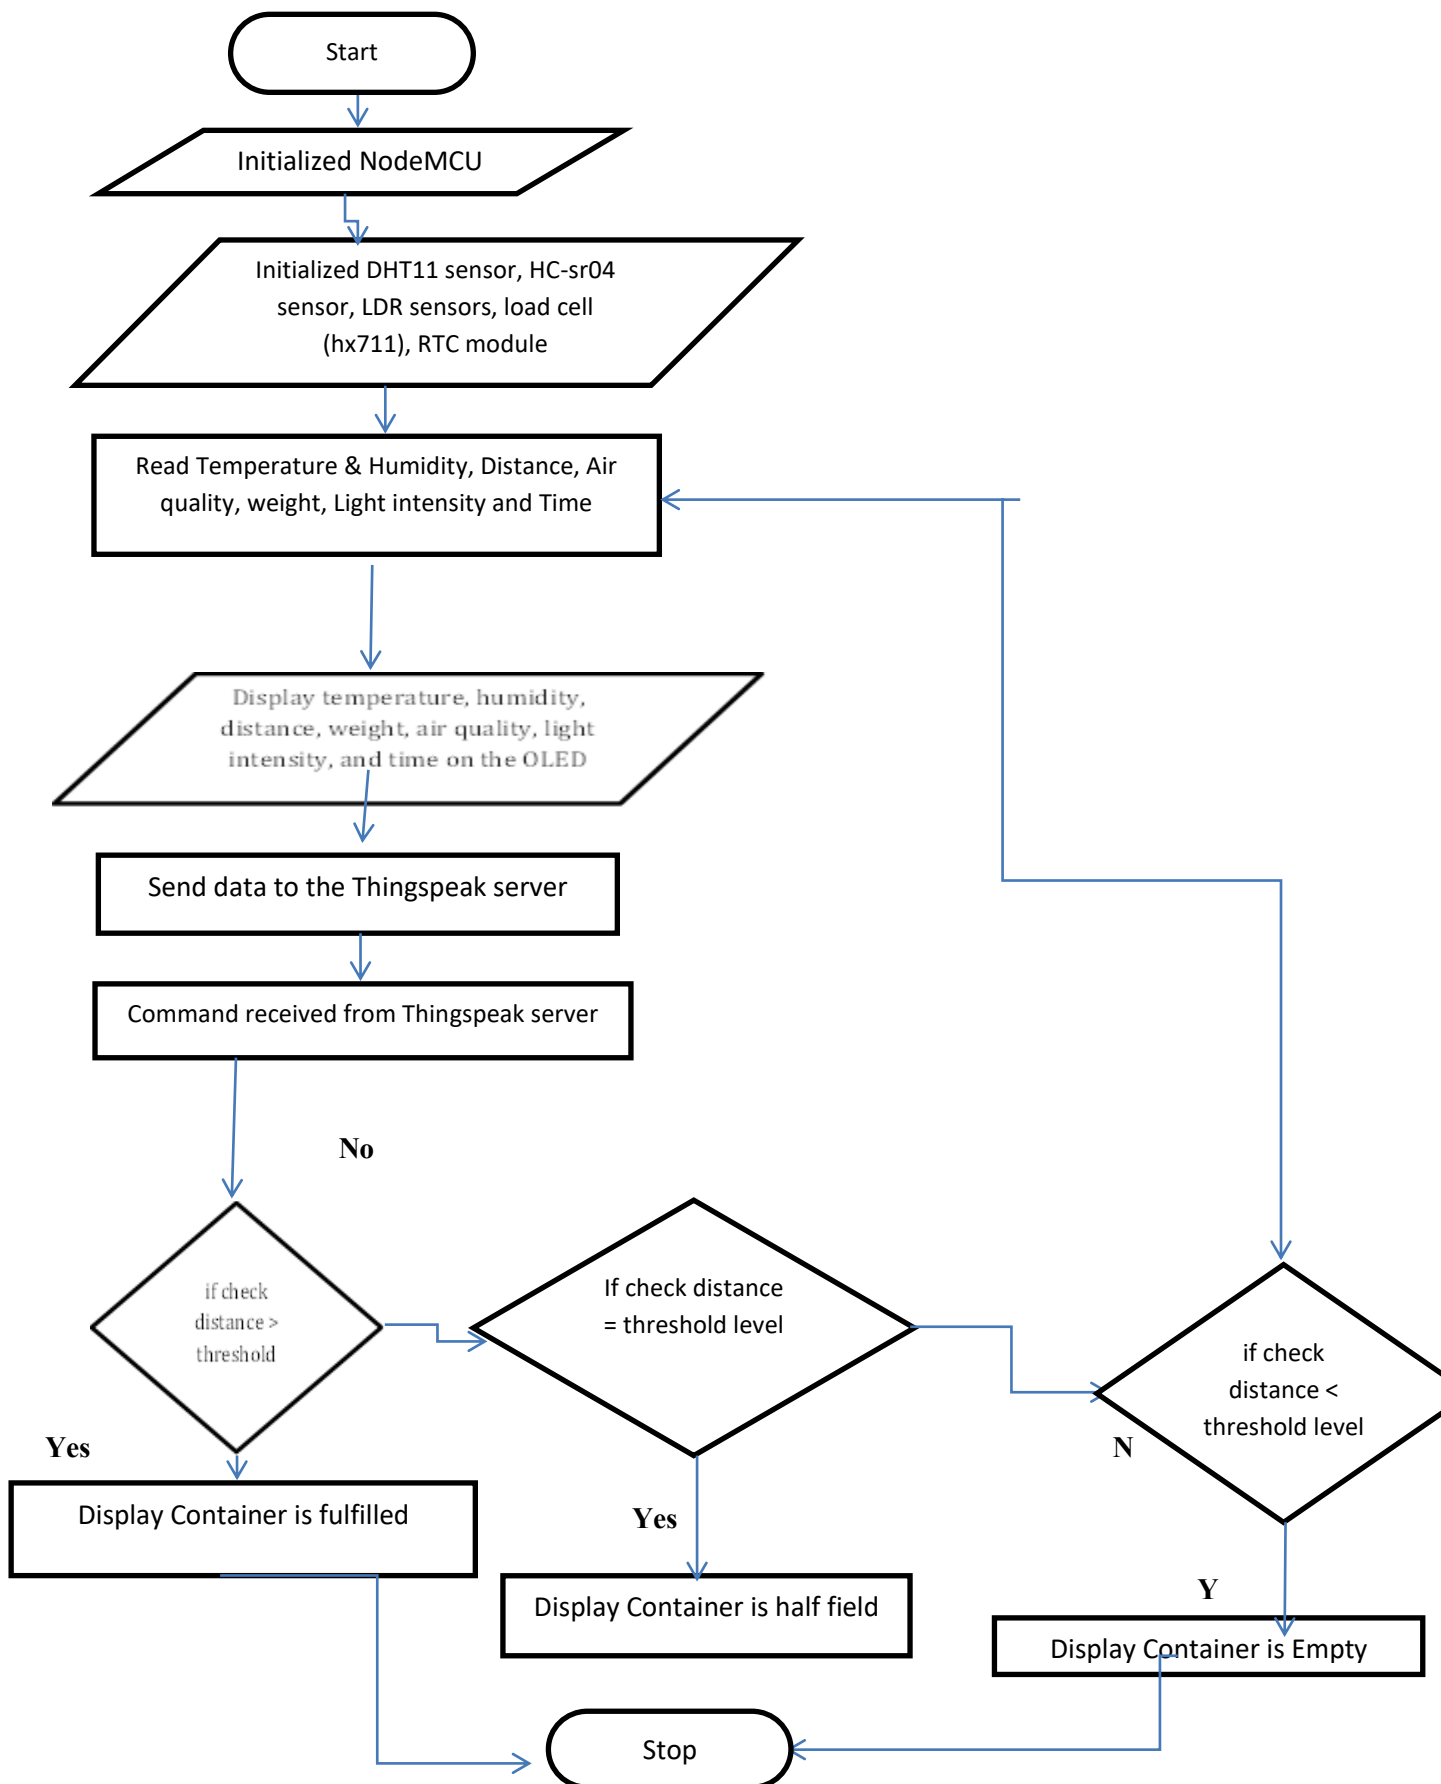 Start
Initialized NodeMCU
Initialized DHT11 sensor, HC-sr04
sensor, LDR sensors, load cell
(hx711), RTC module
Read Temperature & Humidity, Distance, Air
quality, weight, Light intensity and Time
Display temperature, humidity,
distance, weight, air quality, light
intensity, and time on the OLED
Send data to the Thingspeak server
Command received from Thingspeak server
No
if check
distance >
threshold
If check distance
= threshold level
if check
distance <
threshold level
Yes
N
Display Container is fulfilled
Yes
Display Container is half field
Y
Display Container is Empty
Stop